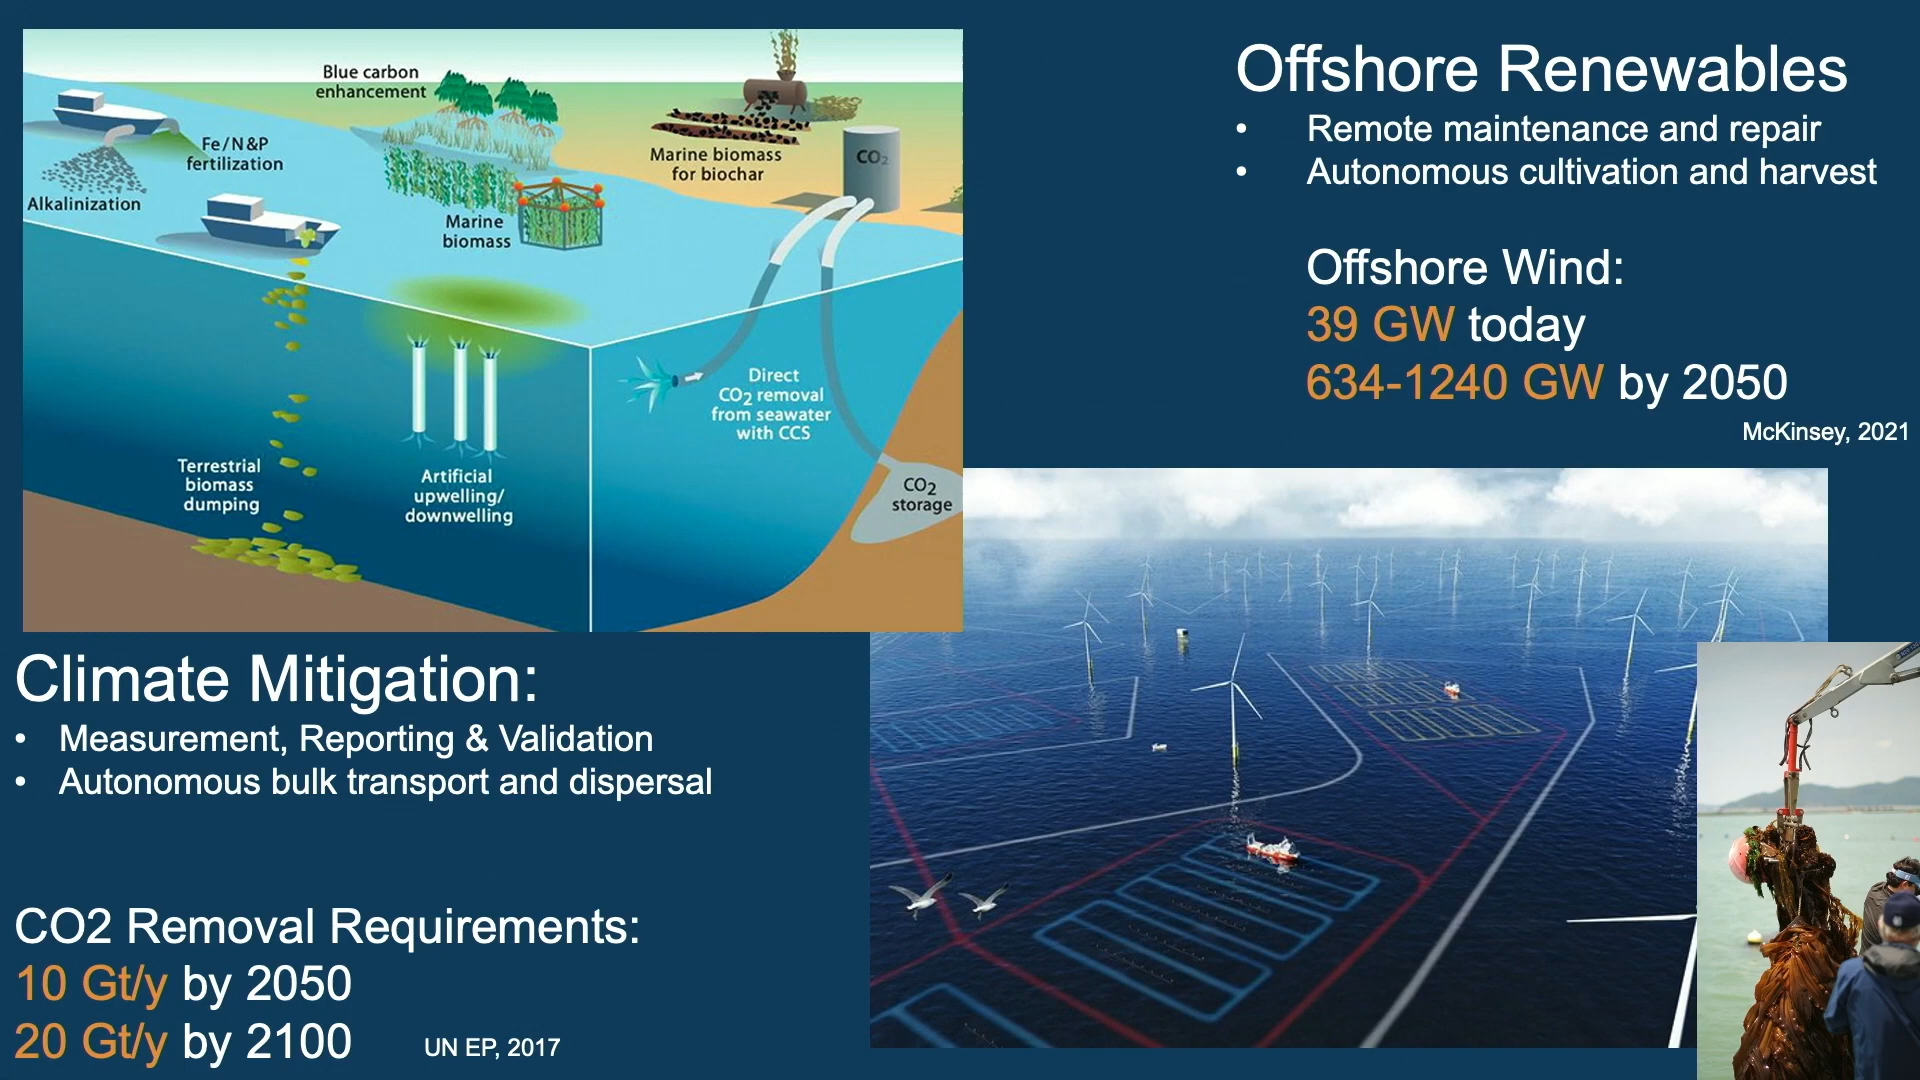 Blue carbon
enhancement
Fe/N&P
fertilization
Alkalinization
Marine biomass
for biochar
CO₂
Marine
biomass
Direct
CO₂ removal
from seawater
with CCS
Terrestrial
biomass
dumping
Artificial
upwelling/
downwelling
CO₂
storage
Offshore Renewables
• Remote maintenance and repair
• Autonomous cultivation and harvest
Offshore Wind:
39 GW today
634-1240 GW by 2050
McKinsey, 2021
Climate Mitigation:
• Measurement, Reporting & Validation
• Autonomous bulk transport and dispersal
CO2 Removal Requirements:
10 Gt/y by 2050
20 Gt/y by 2100
UN EP, 2017